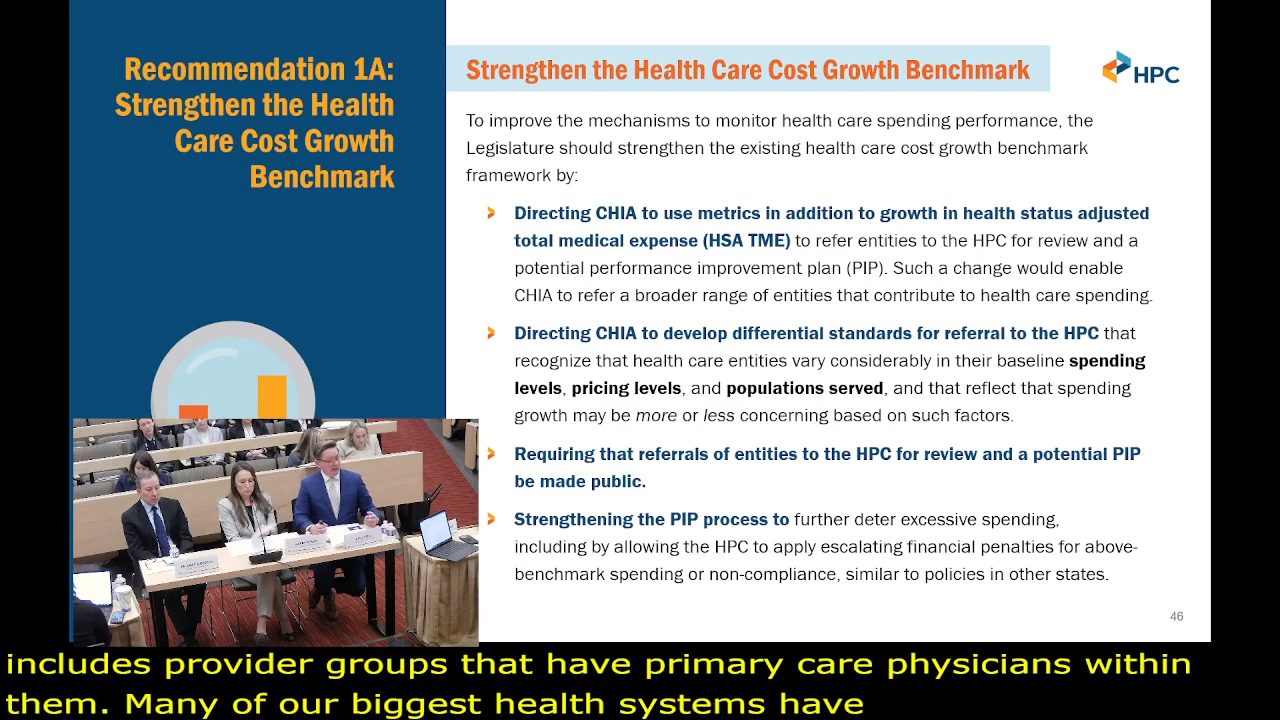 Recommendation 1A:
Strengthen the Health
Care Cost Growth
Benchmark
Strengthen the Health Care Cost Growth Benchmark
HPC
To improve the mechanisms to monitor health care spending performance, the
Legislature should strengthen the existing health care cost growth benchmark
framework by:
Directing CHIA to use metrics in addition to growth in health status adjusted
total medical expense (HSA TME) to refer entities to the HPC for review and a
potential performance improvement plan (PIP). Such a change would enable
CHIA to refer a broader range of entities that contribute to health care spending.
Directing CHIA to develop differential standards for referral to the HPC that
recognize that health care entities vary considerably in their baseline spending
levels, pricing levels, and populations served, and that reflect that spending
growth may be more or less concerning based on such factors.
Requiring that referrals of entities to the HPC for review and a potential PIP
be made public.
Strengthening the PIP process to further deter excessive spending,
including by allowing the HPC to apply escalating financial penalties for above-
benchmark spending or non-compliance, similar to policies in other states.
46
includes provider groups that have primary care physicians within
them. Many of our biggest health systems have